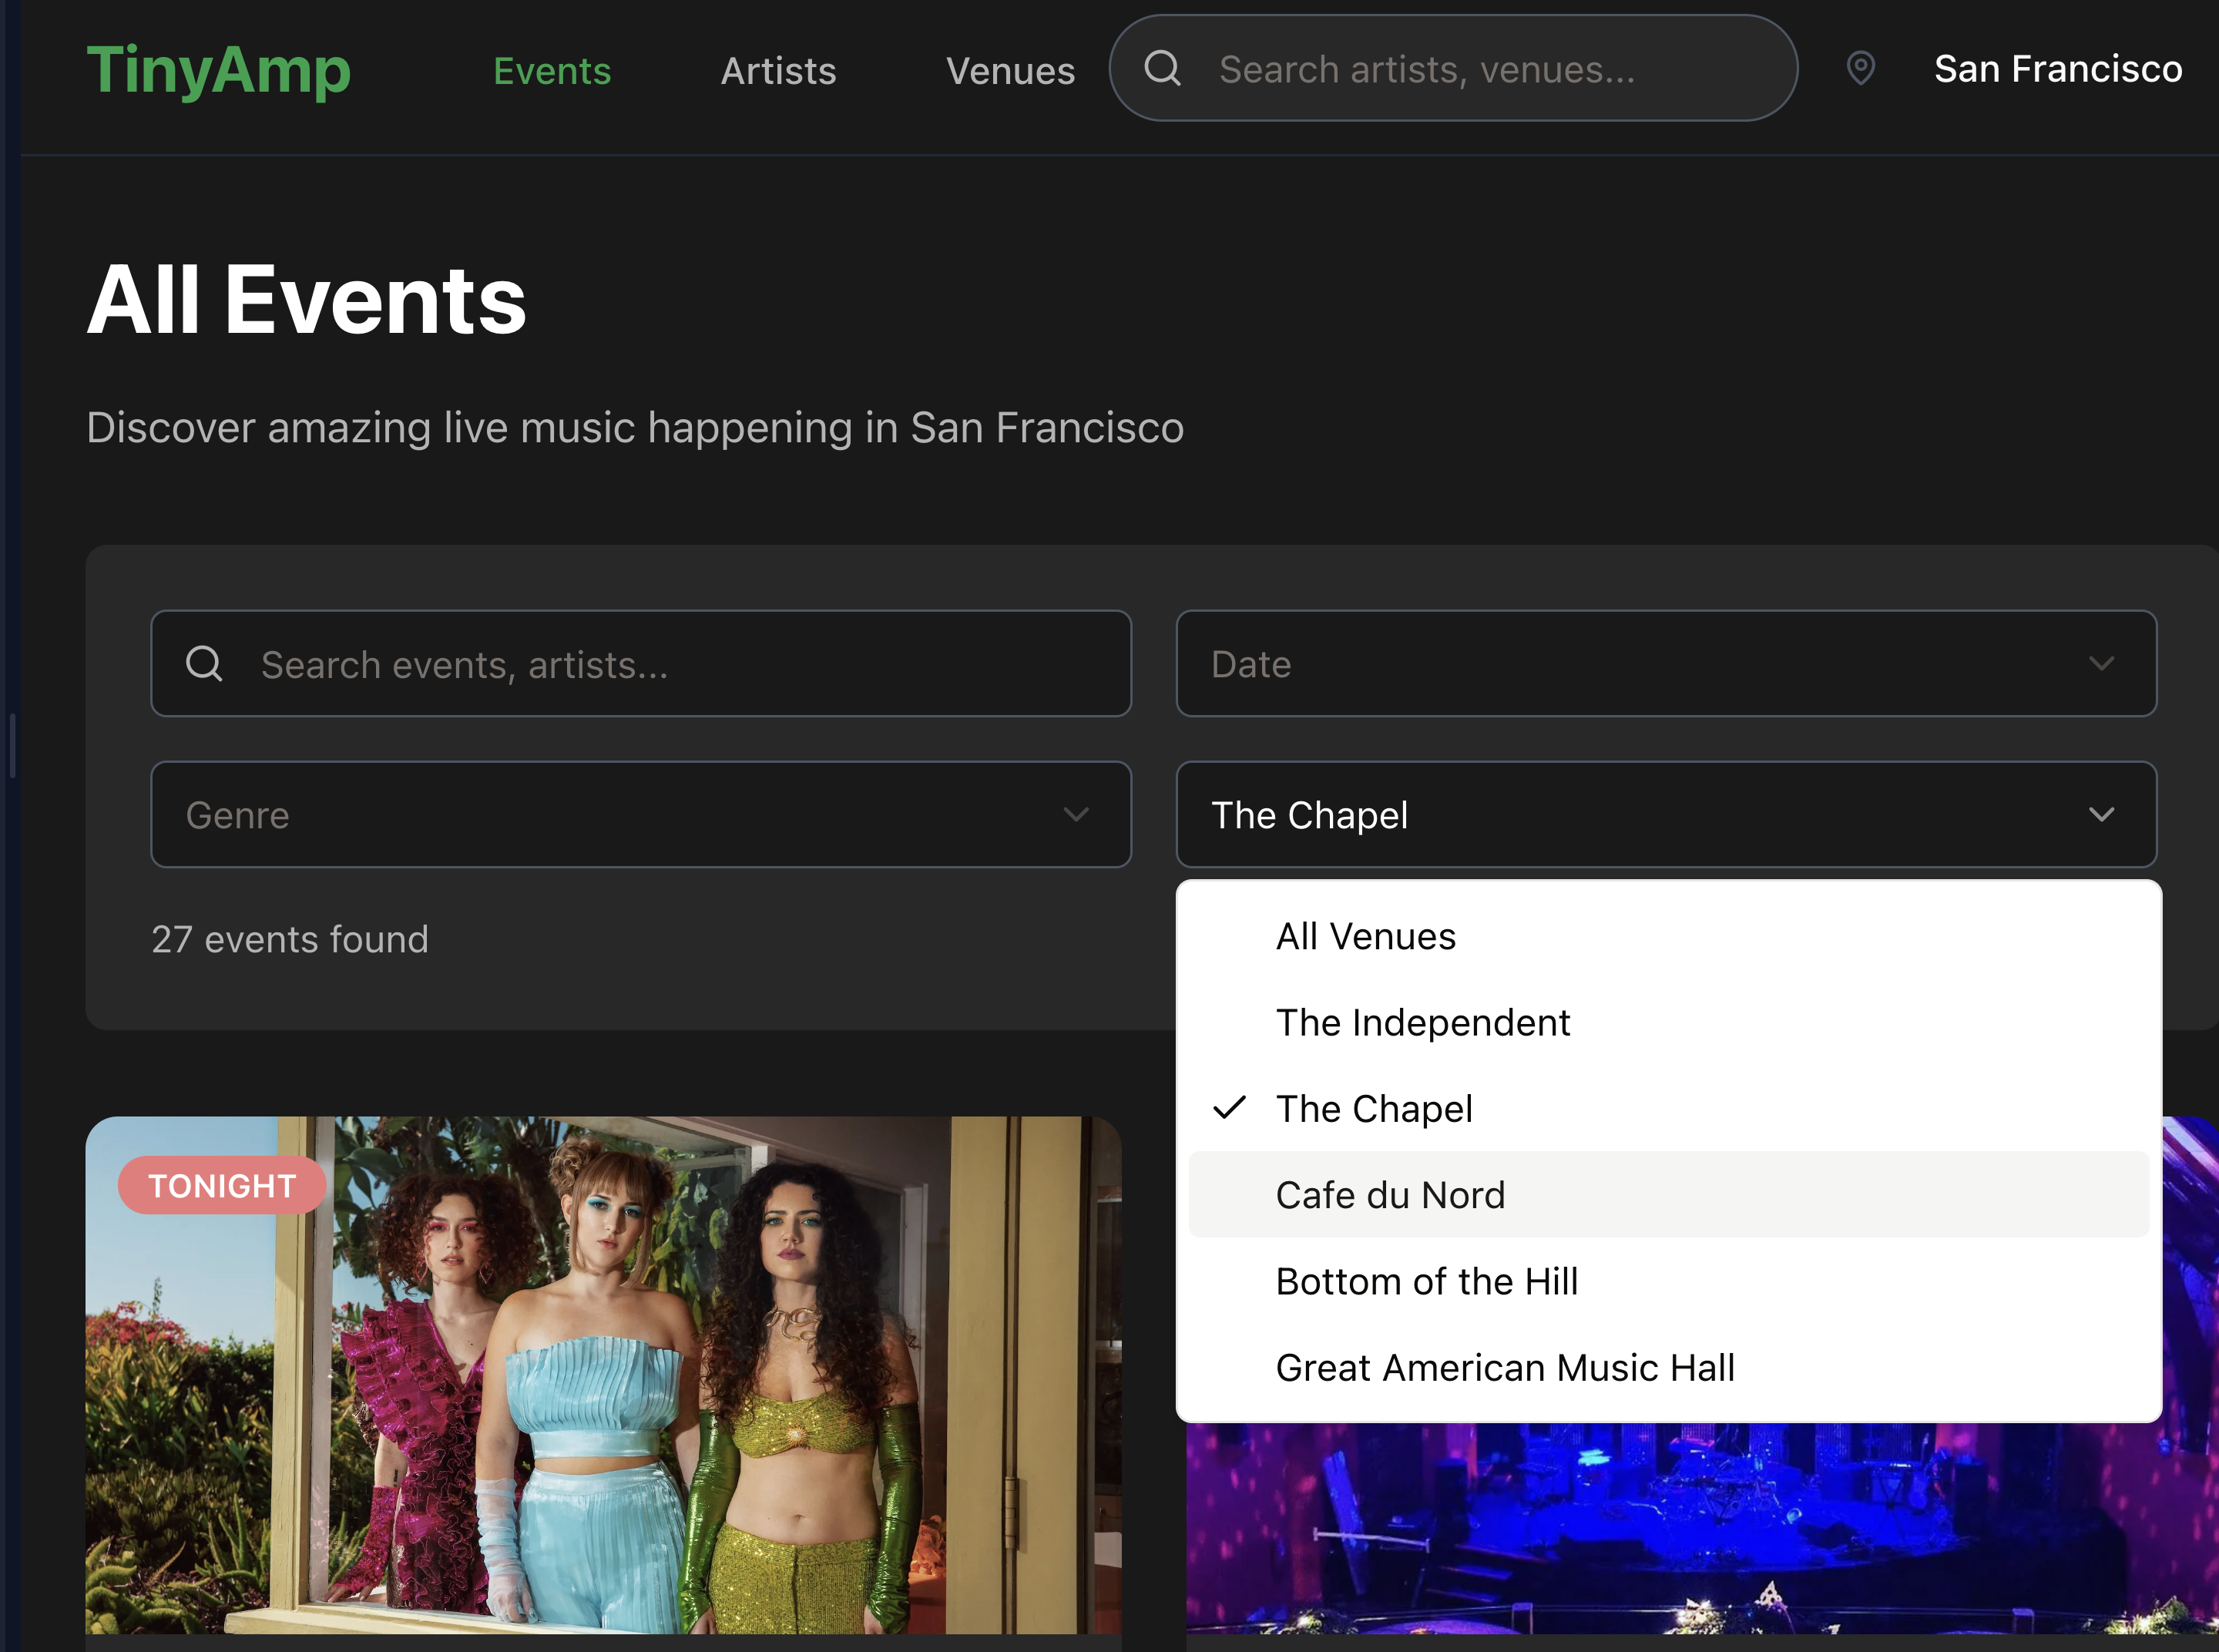 TinyAmp
Events
Artists
Venues
Search artists, venues...
San Francisco
All Events
Discover amazing live music happening in San Francisco
Search events, artists...
Date
Genre
The Chapel
27 events found
All Venues
The Independent
The Chapel
Cafe du Nord
Bottom of the Hill
Great American Music Hall
TONIGHT